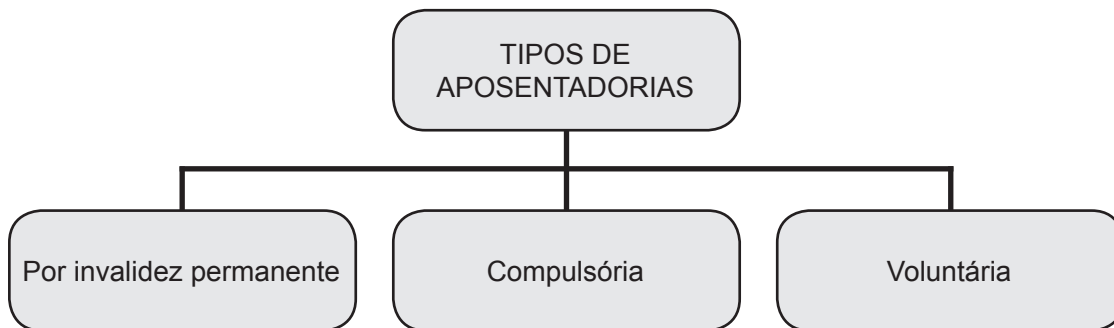 TIPOS DE
APOSENTADORIAS
Por invalidez permanente
Compulsória
Voluntária